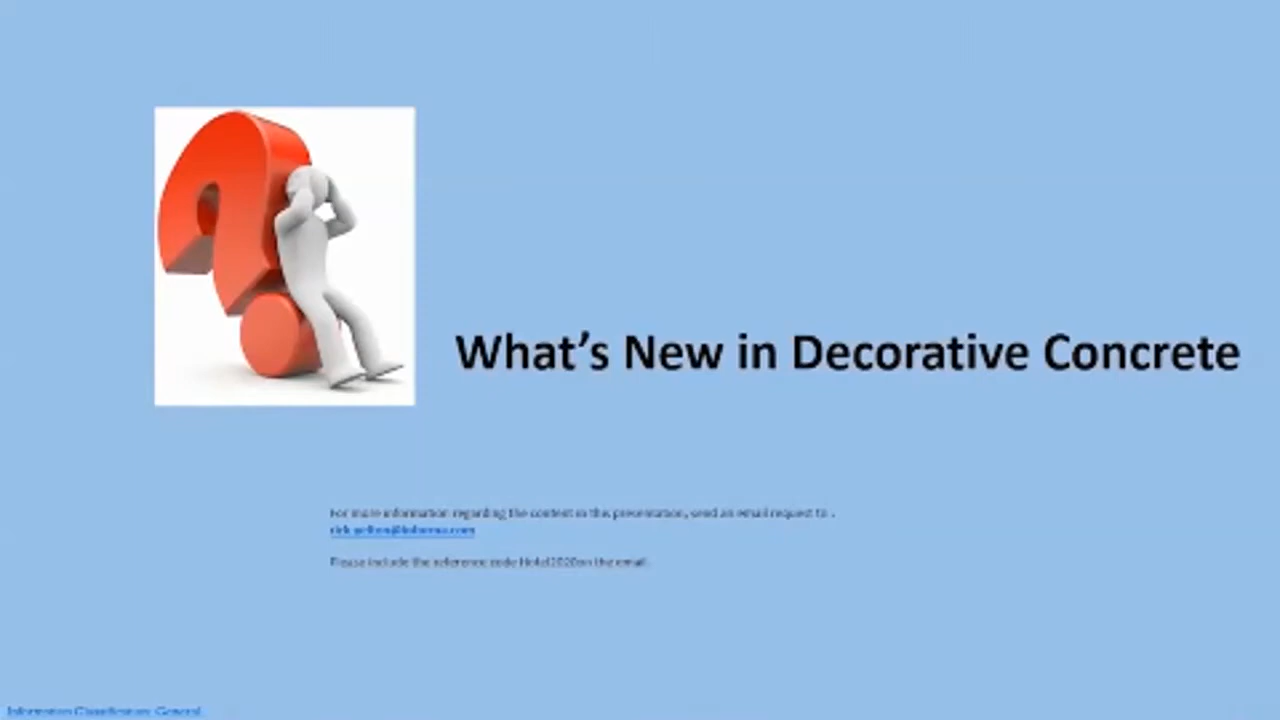 What's New in Decorative Concrete
For more information regarding the content in this presentation, send an email request to .
Please include the reference code Hotel2020on the email.
Information Classification: General